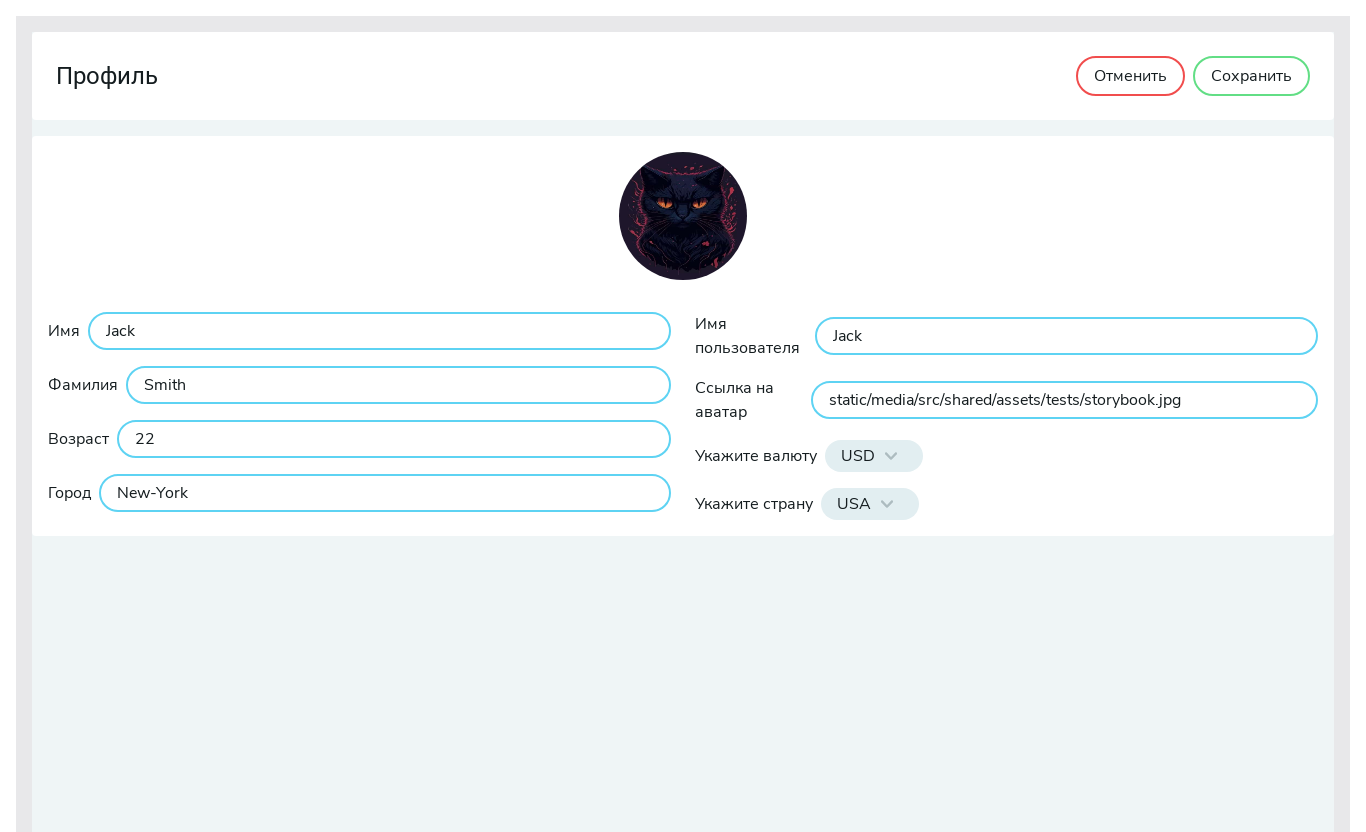 Профиль
Отменить
Сохранить
Имя
Jack
Фамилия
Smith
Возраст
22
Город
New-York
Имя
пользователя
Jack
Ссылка на
аватар
static/media/src/shared/assets/tests/storybook.jpg
Укажите валюту
USD
Укажите страну
USA